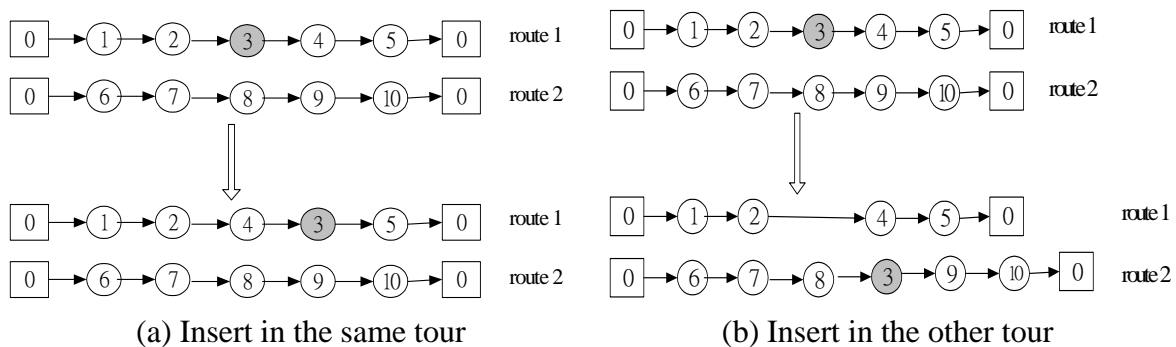 0 1 2 3 4 5 0 route 1
0 6 7 8 9 10 0 route 2
0 1 2 4 3 5 0 route 1
0 6 7 8 9 10 0 route 2
(a) Insert in the same tour
0 1 2 3 4 5 0 route 1
0 6 7 8 9 10 0 route 2
0 1 2 4 5 0 route 1
0 6 7 8 3 9 10 0 route 2
(b) Insert in the other tour